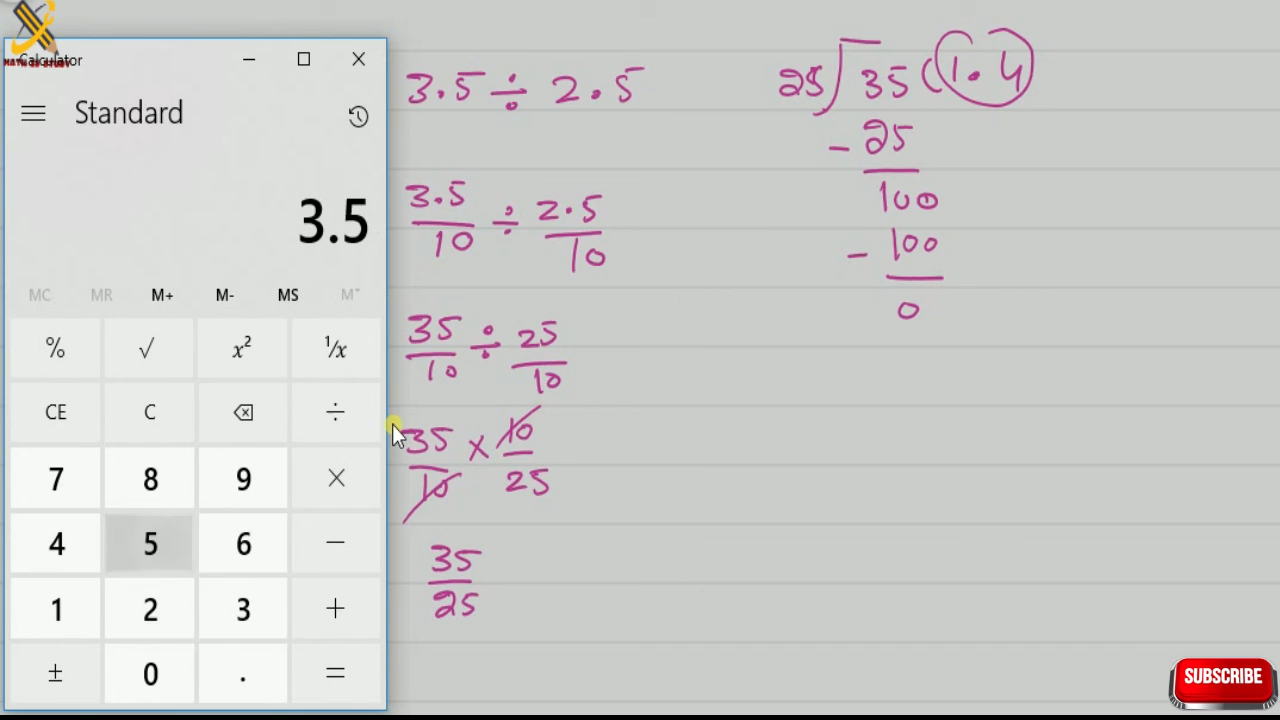 Calculator
Standard
3.5
MC MR M+ M- MS M˅
% √ x² ¹/x
CE C ÷
7 8 9 ×
4 5 6 −
1 2 3 +
± 0 . =
3.5 ÷ 2.5
3.5/10 ÷ 2.5/10
35/10 ÷ 25/10
35/10 × 10/25
35/25
25) 35 (1.4
- 25
100
- 100
0
SUBSCRIBE